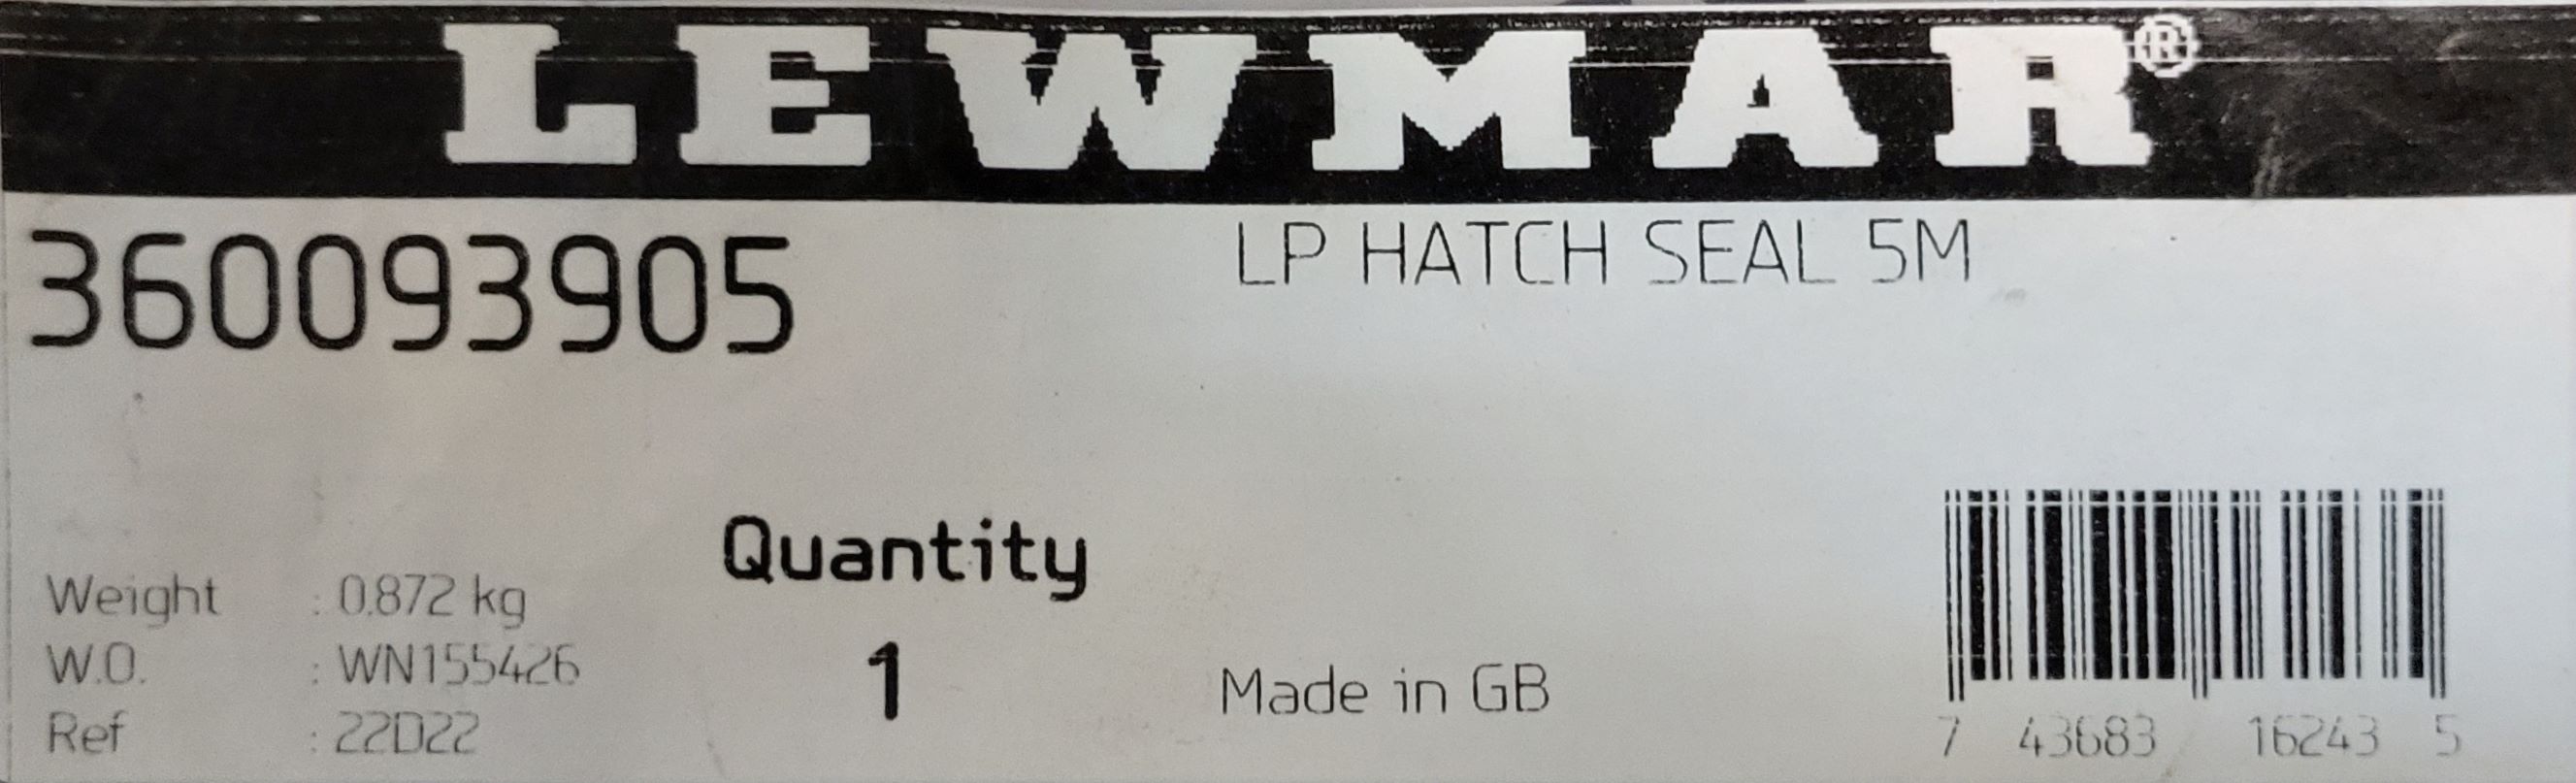 LEWMAR®
360093905
LP HATCH SEAL 5M
Quantity
1
Weight : 0.872 kg
W.O. : WN155426
Ref : 22D22
Made in GB
7 43683 16243 5